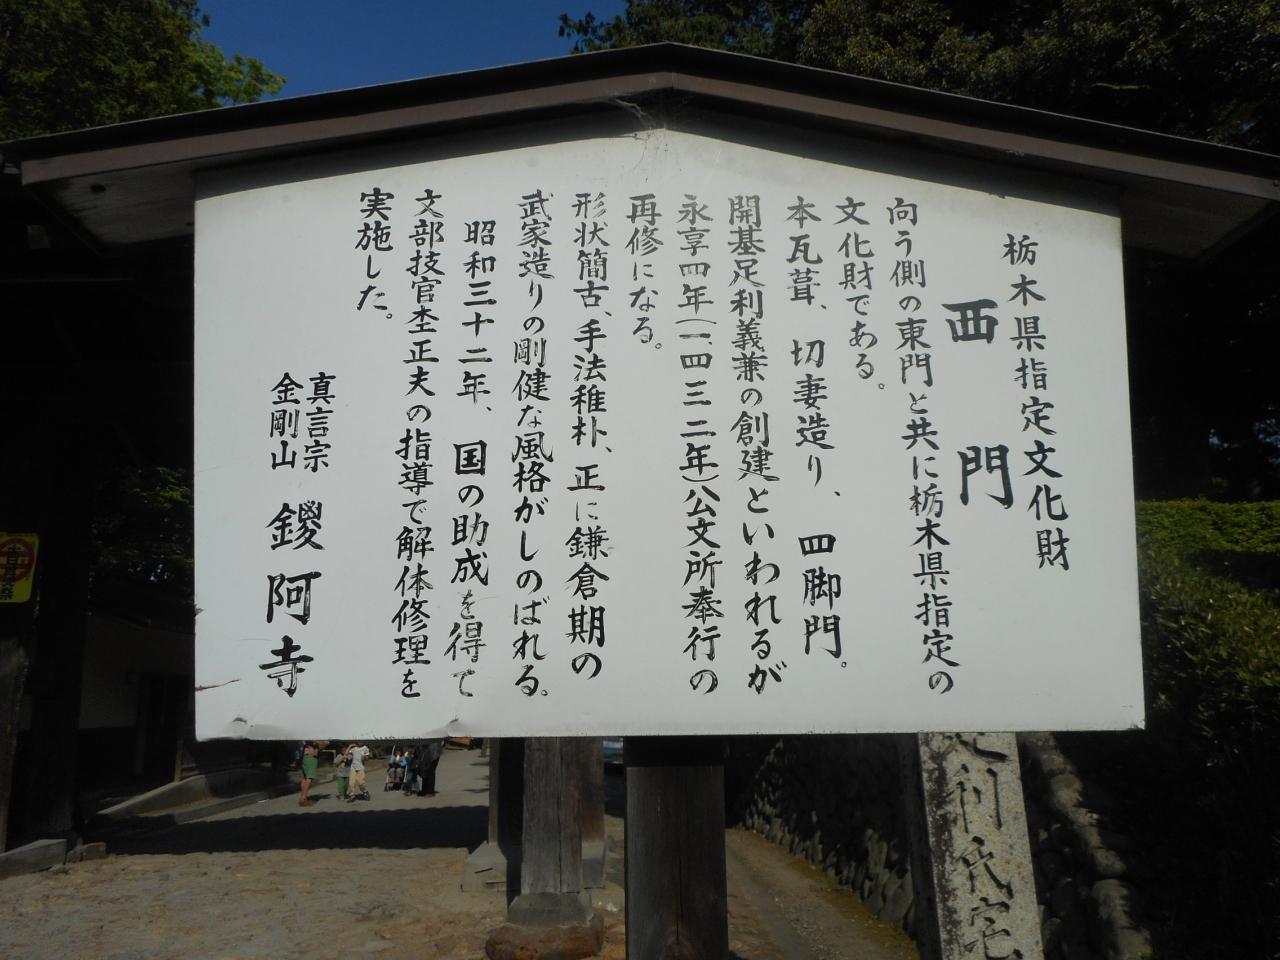 栃木県指定文化財
西門
向う側の東門と共に栃木県指定の
文化財である。
本瓦葺、切妻造り、四脚門。
開基足利義兼の創建といわれるが
永享四年(一四三二年)公文所奉行の
再修になる。
形状簡古、手法稚朴、正に鎌倉期の
武家造りの剛健な風格がしのばれる。
昭和三十二年、国の助成を得て
文部技官杢正夫の指導で解体修理を
実施した。
真言宗
金剛山
鑁阿寺
足利氏宅